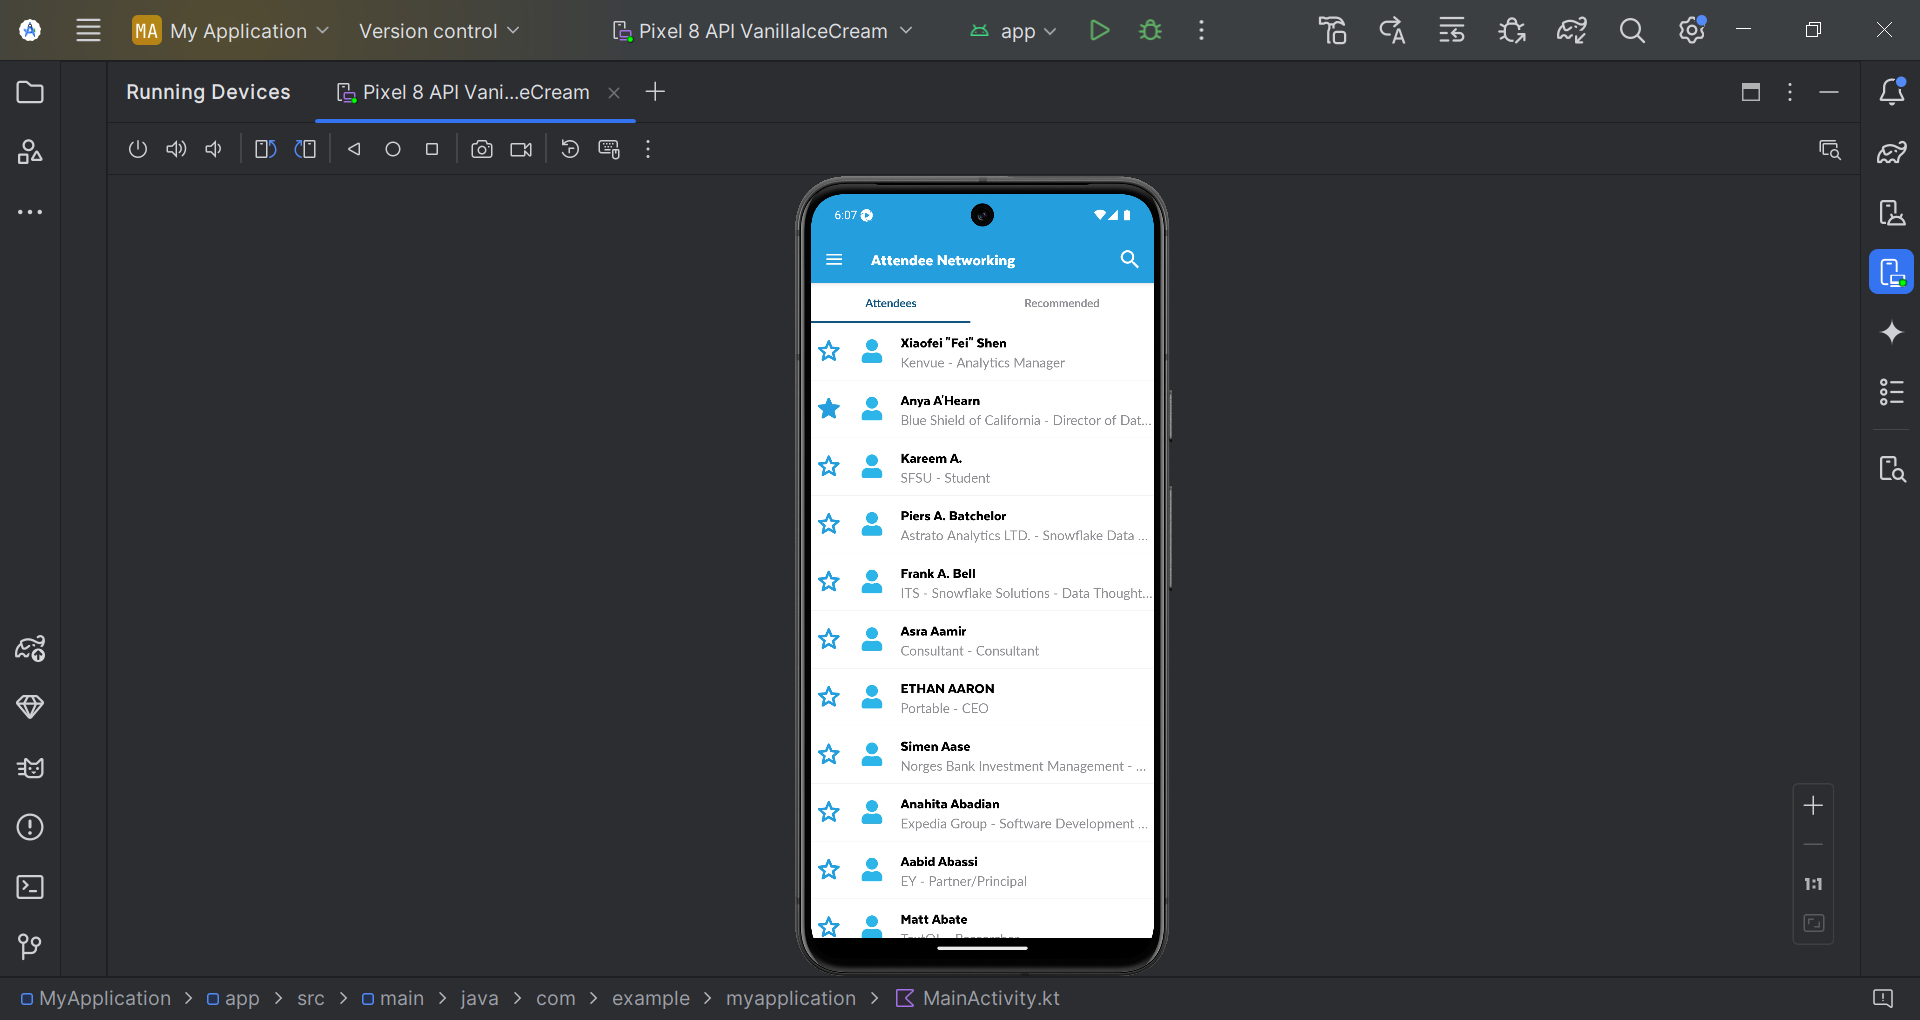 MA My Application Version control Pixel 8 API VanillaIceCream app
Running Devices Pixel 8 API Vani...eCream
6:07
Attendee Networking
Attendees Recommended
Xiaofei "Fei" Shen
Kenvue - Analytics Manager
Anya A'Hearn
Blue Shield of California - Director of Dat...
Kareem A.
SFSU - Student
Piers A. Batchelor
Astrato Analytics LTD. - Snowflake Data ...
Frank A. Bell
ITS - Snowflake Solutions - Data Thought...
Asra Aamir
Consultant - Consultant
ETHAN AARON
Portable - CEO
Simen Aase
Norges Bank Investment Management - ...
Anahita Abadian
Expedia Group - Software Development ...
Aabid Abassi
EY - Partner/Principal
Matt Abate
1:1
MyApplication > app > src > main > java > com > example > myapplication > MainActivity.kt